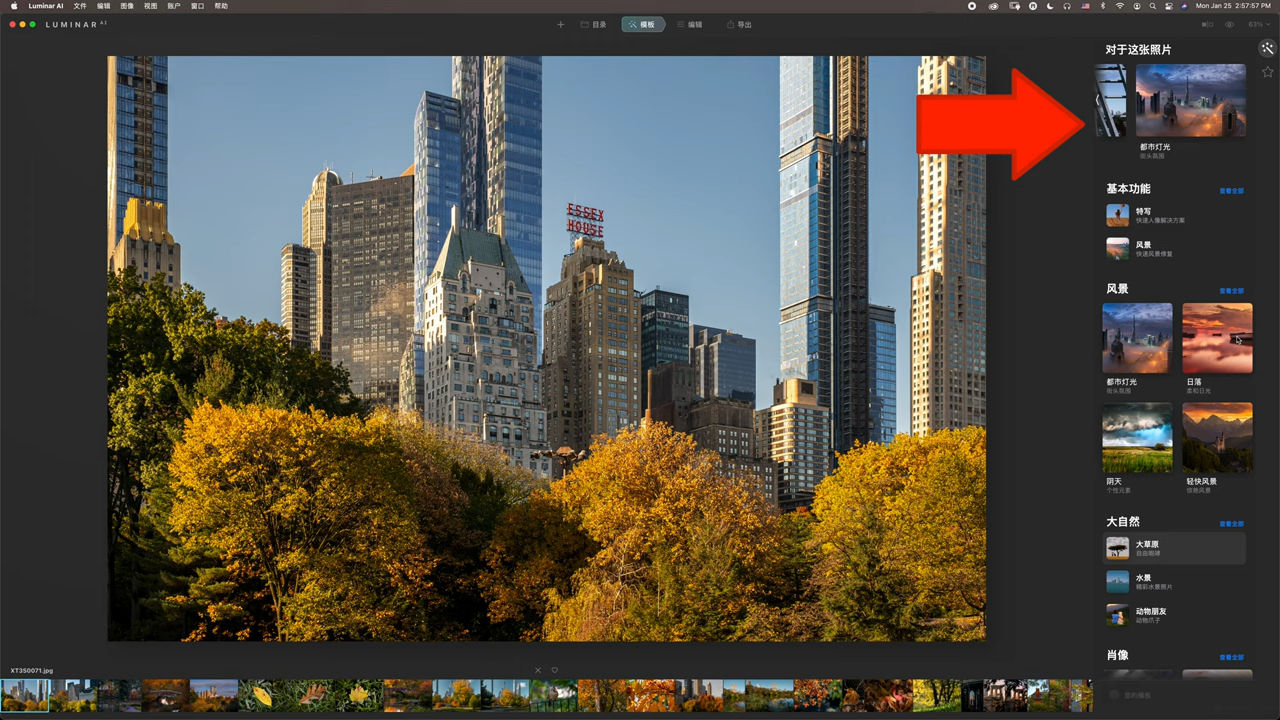 Luminar AI 文件 编辑 图像 视图 账户 窗口 帮助
Mon Jan 25 2:57:57 PM
LUMINAR AI
目录 模板 编辑 导出
63%
对于这张照片
都市灯光
街头氛围
基本功能 查看全部
特写
快速人像解决方案
风景
快速风景修复
风景 查看全部
都市灯光 日落
街头氛围 柔和日光
阴天 轻快风景
个性元素 惊艳风景
大自然 查看全部
大草原
自由咆哮
水景
精彩水景照片
动物朋友
动物爪子
肖像 查看全部
您的模板
ESSEX
HOUSE
XT3S0071.jpg